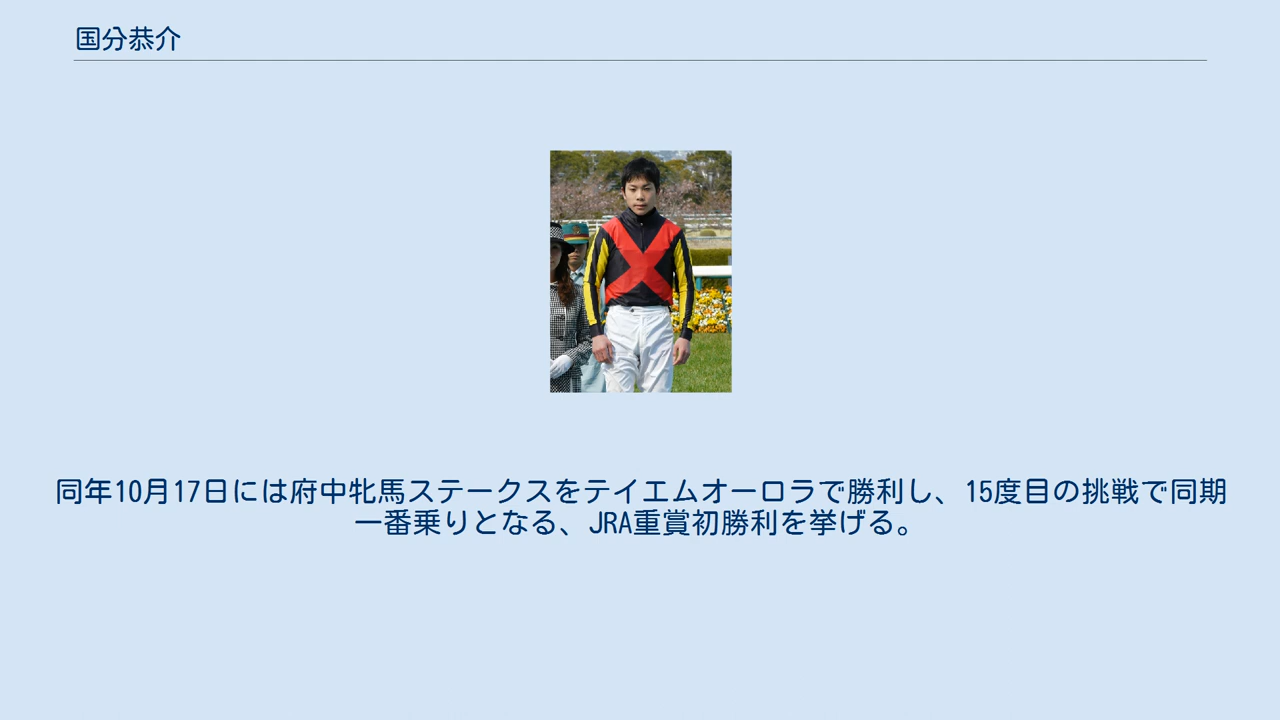 国分恭介
同年10月17日には府中牝馬ステークスをテイエムオーロラで勝利し、15度目の挑戦で同期
一番乗りとなる、JRA重賞初勝利を挙げる。